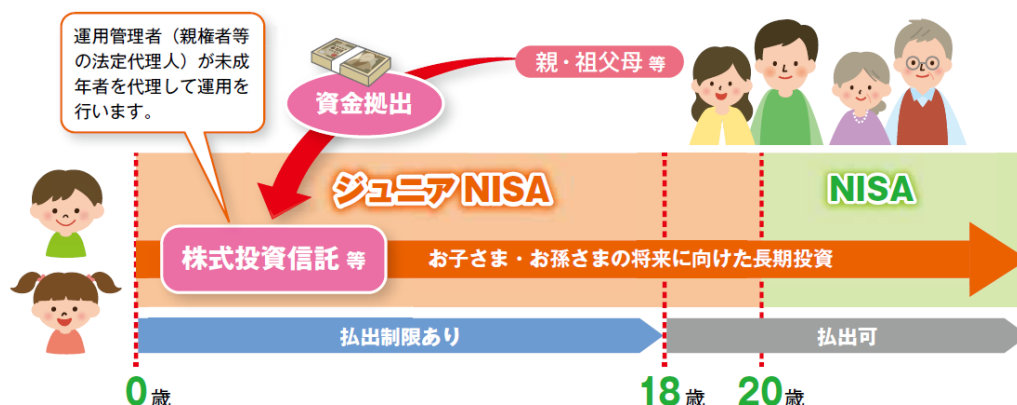 運用管理者（親権者等
の法定代理人）が未成
年者を代理して運用を
行います。
資金拠出
親・祖父母 等
ジュニア NISA
NISA
株式投資信託 等
お子さま・お孫さまの将来に向けた長期投資
払出制限あり
払出可
0歳
18歳
20歳